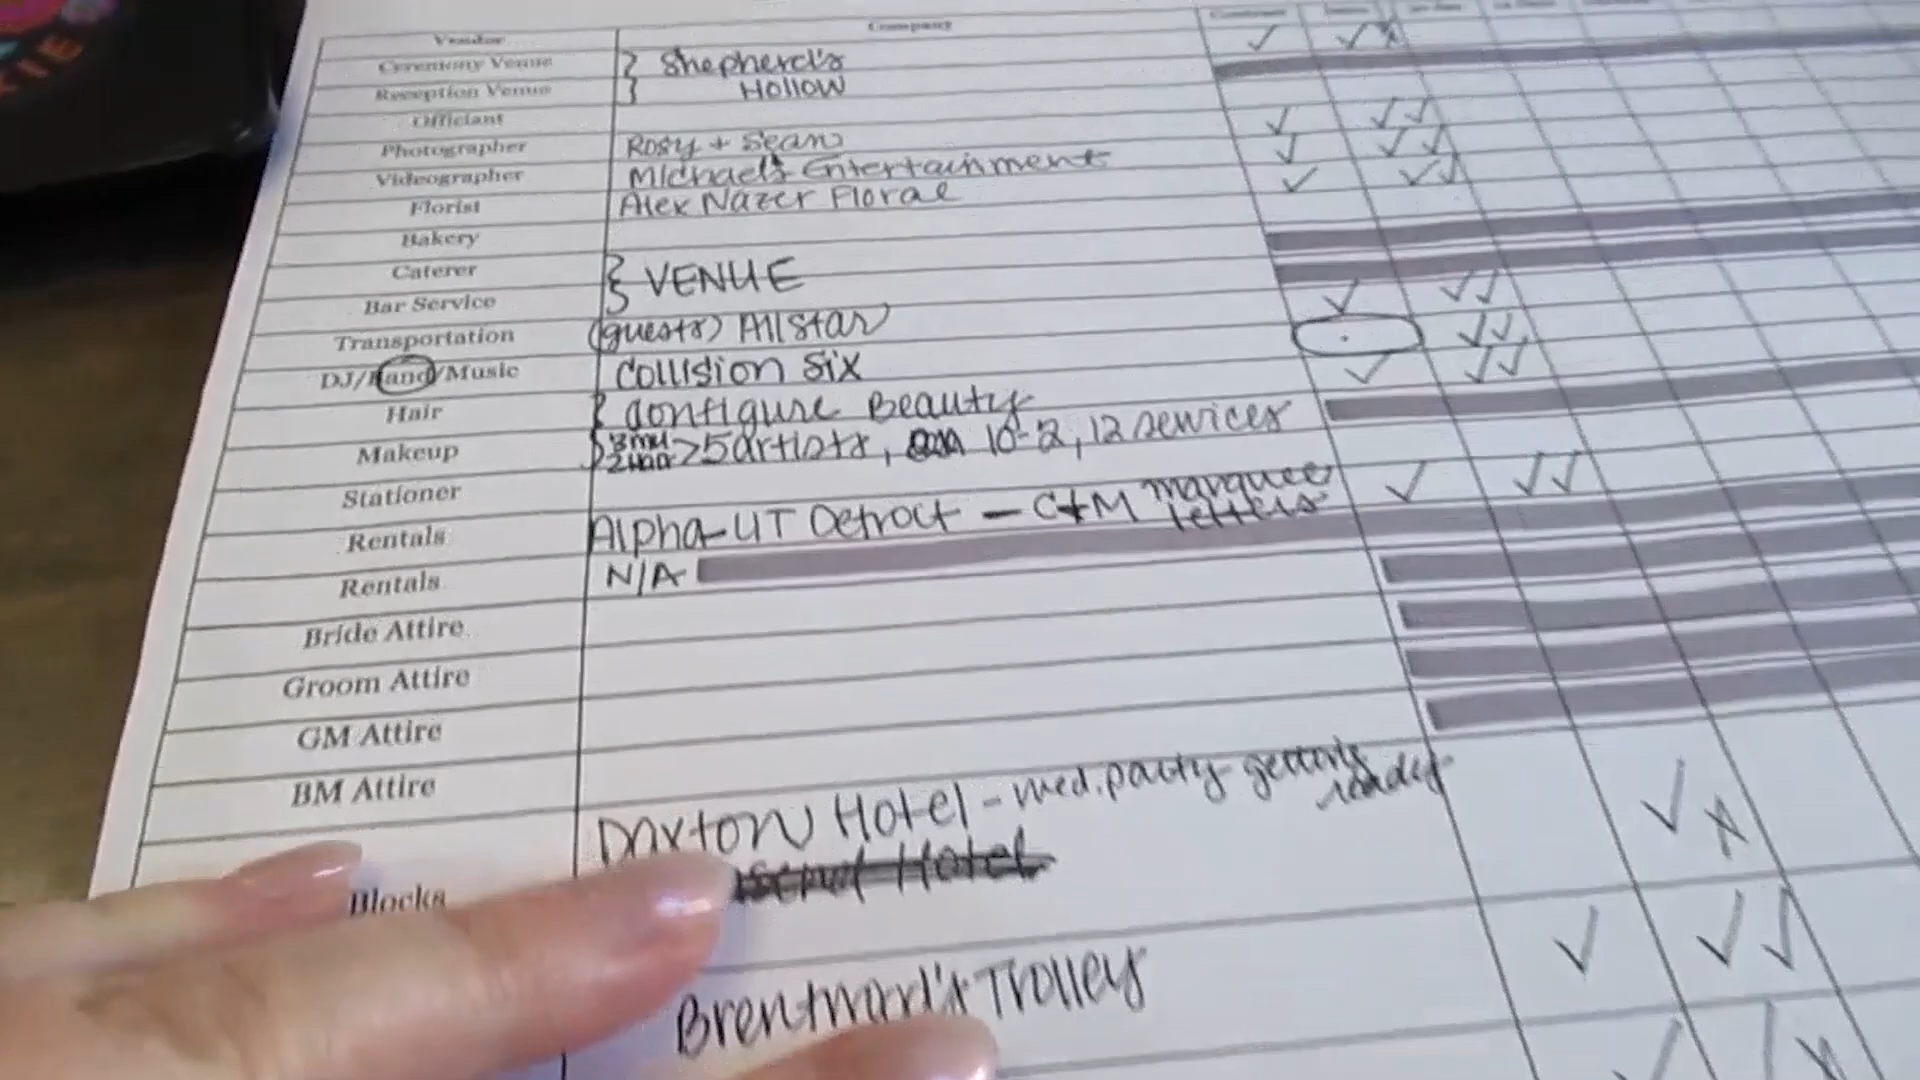 Vendor Company
Ceremony Venue } Shepherd's
Reception Venue } Hollow
Officiant
Photographer Rosy + Sean
Videographer Michael's Entertainment
Florist Alex Nazer Floral
Bakery
Caterer } VENUE
Bar Service
Transportation (guests) Allstar
DJ/Band/Music Collision Six
Hair } Configure Beauty
Makeup >5 artists, 10-2, 12 services
Stationer
Rentals Alpha-Lit Detroit - C+M marquee letters
Rentals N/A
Bride Attire
Groom Attire
GM Attire
BM Attire
Daxton Hotel - wed. party getting ready
Blocks Hotel
Trolley